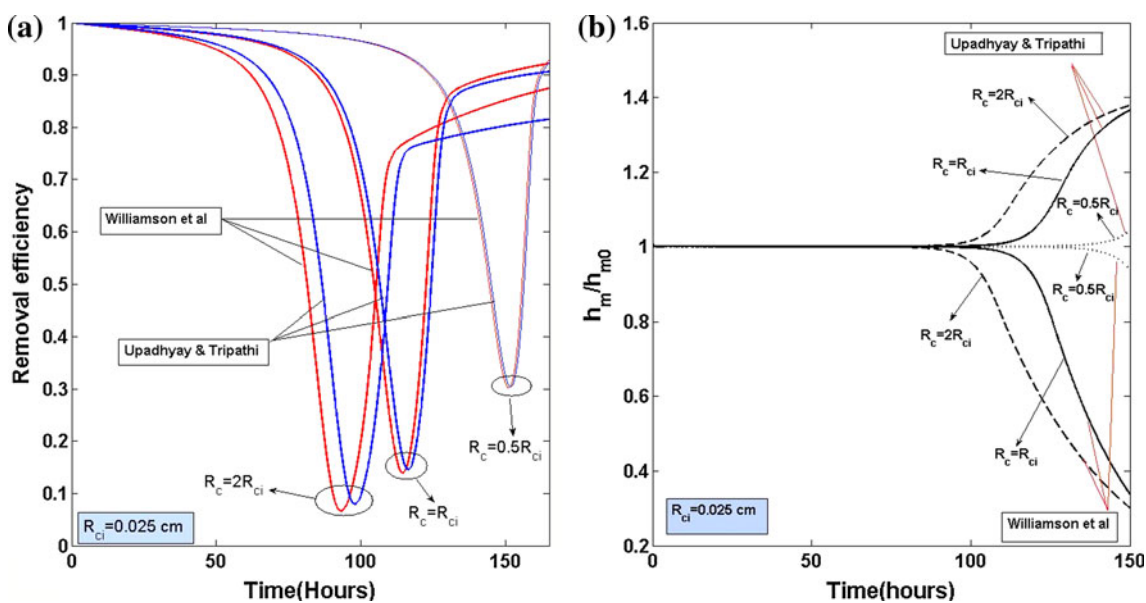 (a)
1
0.9
0.8
0.7
0.6
0.5
0.4
0.3
0.2
0.1
0
Removal efficiency
Williamson et al
Upadhyay & Tripathi
R_c=0.5R_ci
R_c=2R_ci
R_c=R_ci
R_ci=0.025 cm
0
50
100
150
Time(Hours)
(b)
1.6
1.4
1.2
1
0.8
0.6
0.4
0.2
h_m/h_m0
Upadhyay & Tripathi
R_c=2R_ci
R_c=R_ci
R_c=0.5R_ci
R_c=0.5R_ci
R_c=2R_ci
R_c=R_ci
R_ci=0.025 cm
Williamson et al
0
50
100
150
Time(hours)